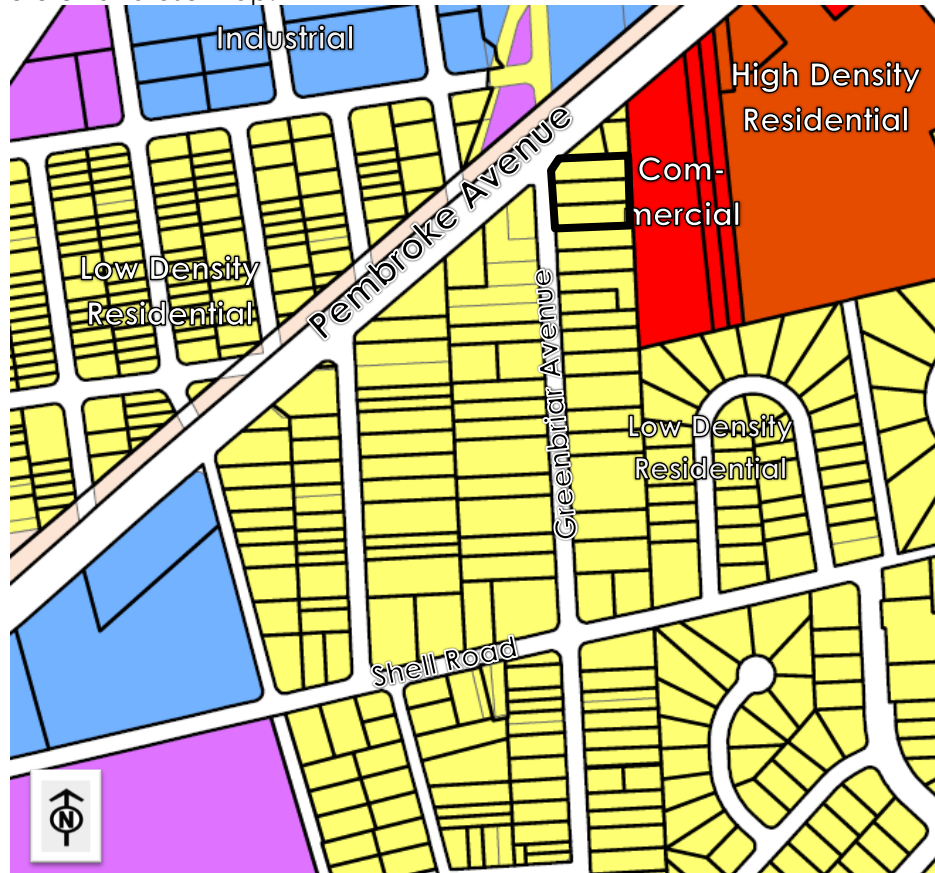 Industrial
High Density
Residential
Pembroke Avenue
Com-
mercial
Low Density
Residential
Greenbriar Avenue
Low Density
Residential
Shell Road
N